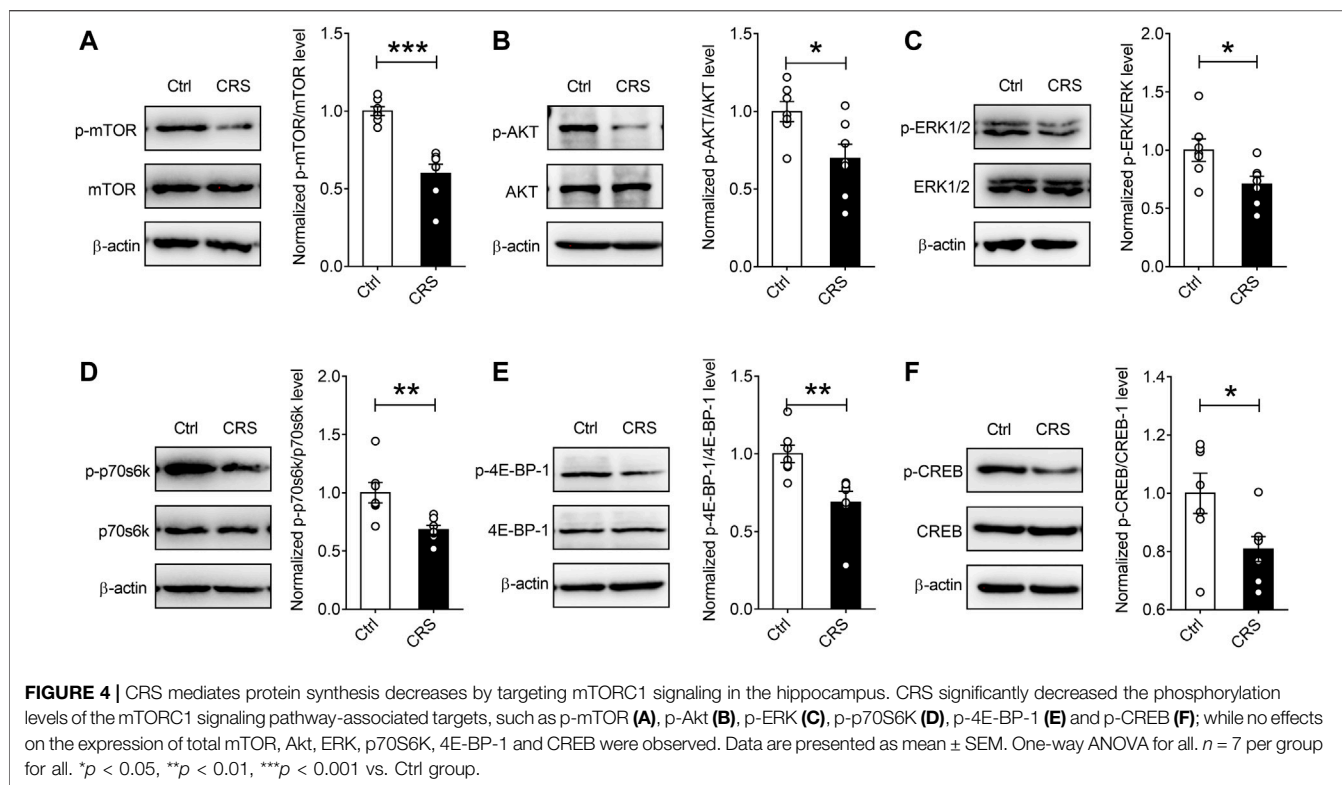 A
Ctrl CRS
p-mTOR
mTOR
β-actin
Normalized p-mTOR/mTOR level
1.5
1.0
0.5
0.0
***
Ctrl
CRS
B
Ctrl CRS
p-AKT
AKT
β-actin
Normalized p-AKT/AKT level
1.5
1.0
0.5
0.0
*
Ctrl
CRS
C
Ctrl CRS
p-ERK1/2
ERK1/2
β-actin
Normalized p-ERK/ERK level
2.0
1.5
1.0
0.5
0.0
*
Ctrl
CRS
D
Ctrl CRS
p-p70s6k
p70s6k
β-actin
Normalized p-p70s6k/p70s6k level
2.0
1.5
1.0
0.5
0.0
**
Ctrl
CRS
E
Ctrl CRS
p-4E-BP-1
4E-BP-1
β-actin
Normalized p-4E-BP-1/4E-BP-1 level
1.5
1.0
0.5
0.0
**
Ctrl
CRS
F
Ctrl CRS
p-CREB
CREB
β-actin
Normalized p-CREB/CREB-1 level
1.4
1.2
1.0
0.8
0.6
*
Ctrl
CRS
FIGURE 4 | CRS mediates protein synthesis decreases by targeting mTORC1 signaling in the hippocampus. CRS significantly decreased the phosphorylation
levels of the mTORC1 signaling pathway-associated targets, such as p-mTOR (A), p-Akt (B), p-ERK (C), p-p70S6K (D), p-4E-BP-1 (E) and p-CREB (F); while no effects
on the expression of total mTOR, Akt, ERK, p70S6K, 4E-BP-1 and CREB were observed. Data are presented as mean ± SEM. One-way ANOVA for all. n = 7 per group
for all. *p < 0.05, **p < 0.01, ***p < 0.001 vs. Ctrl group.